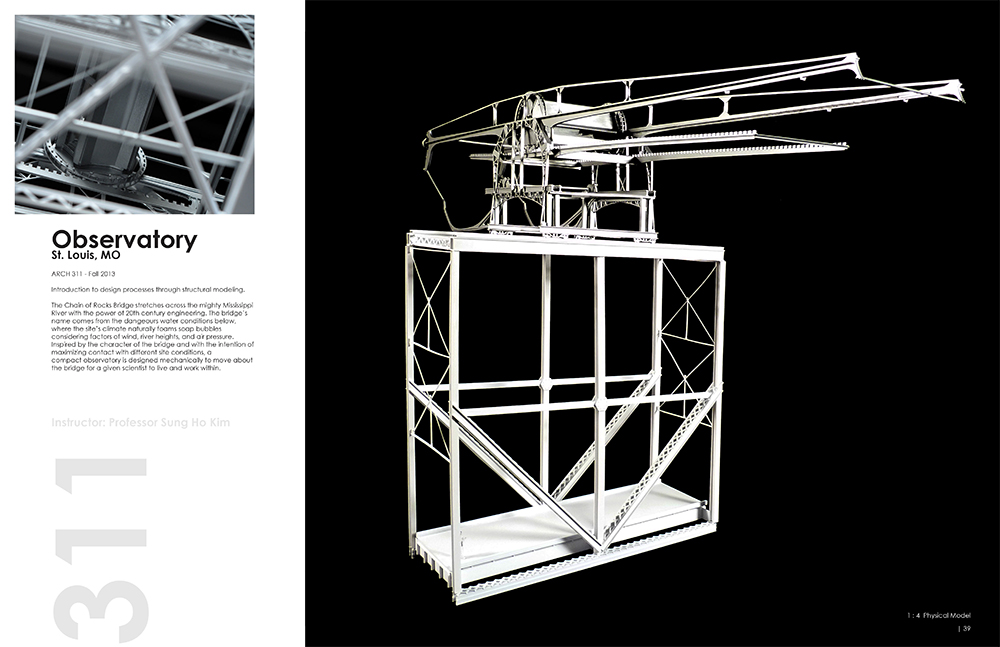 Observatory
St. Louis, MO
ARCH 311 - Fall 2013
Introduction to design processes through structural modeling.
The Chain of Rocks Bridge stretches across the mighty Mississippi
River with the power of 20th century engineering. The bridge's
name comes from the dangeours water conditions below,
where the site's climate naturally foams soap bubbles
considering factors of wind, river heights, and air pressure.
Inspired by the character of the bridge and with the intention of
maximizing contact with different site conditions, a
compact observatory is designed mechanically to move about
the bridge for a given scientist to live and work within.
Instructor: Professor Sung Ho Kim
311
1 : 4 Physical Model
| 39